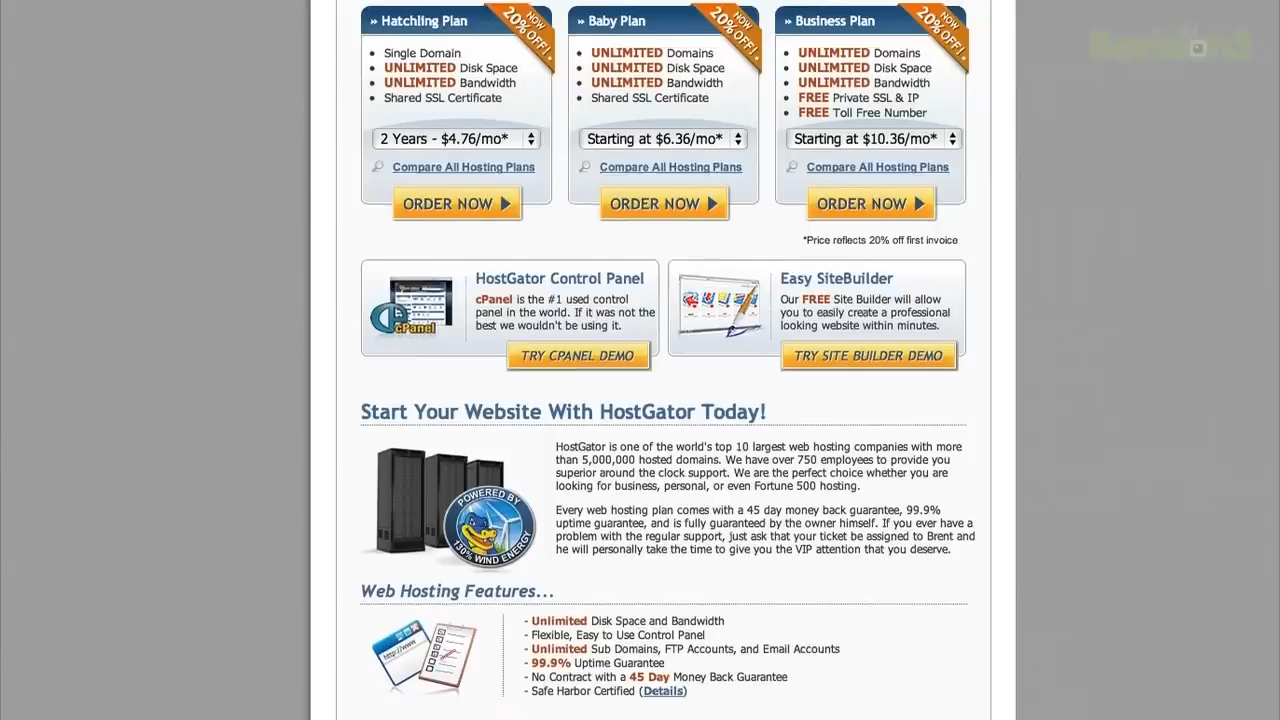 » Hatchling Plan
NOW
20% OFF!
Single Domain
UNLIMITED Disk Space
UNLIMITED Bandwidth
Shared SSL Certificate
2 Years - $4.76/mo*
Compare All Hosting Plans
ORDER NOW
» Baby Plan
NOW
20% OFF!
UNLIMITED Domains
UNLIMITED Disk Space
UNLIMITED Bandwidth
Shared SSL Certificate
Starting at $6.36/mo*
Compare All Hosting Plans
ORDER NOW
» Business Plan
NOW
20% OFF!
UNLIMITED Domains
UNLIMITED Disk Space
UNLIMITED Bandwidth
FREE Private SSL & IP
FREE Toll Free Number
Starting at $10.36/mo*
Compare All Hosting Plans
ORDER NOW
*Price reflects 20% off first invoice
cPanel
HostGator Control Panel
cPanel is the #1 used control
panel in the world. If it was not the
best we wouldn't be using it.
TRY CPANEL DEMO
Easy SiteBuilder
Our FREE Site Builder will allow
you to easily create a professional
looking website within minutes.
TRY SITE BUILDER DEMO
Start Your Website With HostGator Today!
POWERED BY
130% WIND ENERGY
HostGator is one of the world's top 10 largest web hosting companies with more
than 5,000,000 hosted domains. We have over 750 employees to provide you
superior around the clock support. We are the perfect choice whether you are
looking for business, personal, or even Fortune 500 hosting.
Every web hosting plan comes with a 45 day money back guarantee, 99.9%
uptime guarantee, and is fully guaranteed by the owner himself. If you ever have a
problem with the regular support, just ask that your ticket be assigned to Brent and
he will personally take the time to give you the VIP attention that you deserve.
Web Hosting Features...
http://www
- Unlimited Disk Space and Bandwidth
- Flexible, Easy to Use Control Panel
- Unlimited Sub Domains, FTP Accounts, and Email Accounts
- 99.9% Uptime Guarantee
- No Contract with a 45 Day Money Back Guarantee
- Safe Harbor Certified (Details)